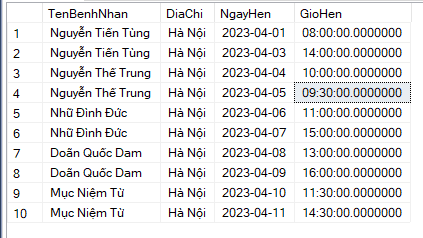 TenBenhNhan DiaChi NgayHen GioHen
1 Nguyễn Tiến Tùng Hà Nội 2023-04-01 08:00:00.0000000
2 Nguyễn Tiến Tùng Hà Nội 2023-04-03 14:00:00.0000000
3 Nguyễn Thế Trung Hà Nội 2023-04-04 10:00:00.0000000
4 Nguyễn Thế Trung Hà Nội 2023-04-05 09:30:00.0000000
5 Nhữ Đình Đức Hà Nội 2023-04-06 11:00:00.0000000
6 Nhữ Đình Đức Hà Nội 2023-04-07 15:00:00.0000000
7 Doãn Quốc Dam Hà Nội 2023-04-08 13:00:00.0000000
8 Doãn Quốc Dam Hà Nội 2023-04-09 16:00:00.0000000
9 Mục Niệm Từ Hà Nội 2023-04-10 11:30:00.0000000
10 Mục Niệm Từ Hà Nội 2023-04-11 14:30:00.0000000